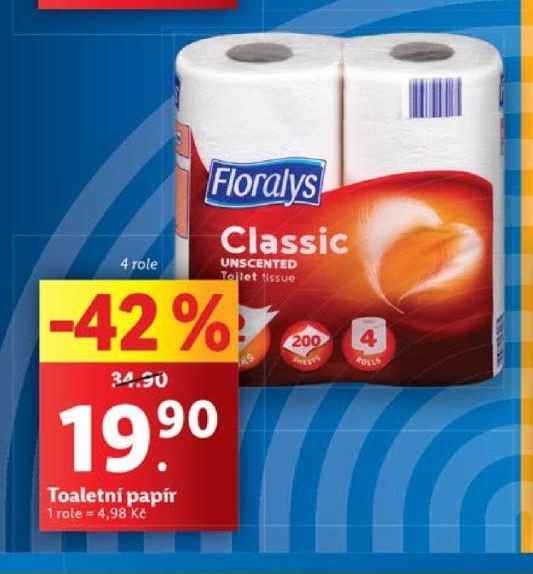 Floralys
Classic
UNSCENTED
Toilet tissue
200
SHEETS
4
ROLLS
4 role
-42 %
34.90
19.90
Toaletní papír
1 role = 4,98 Kč